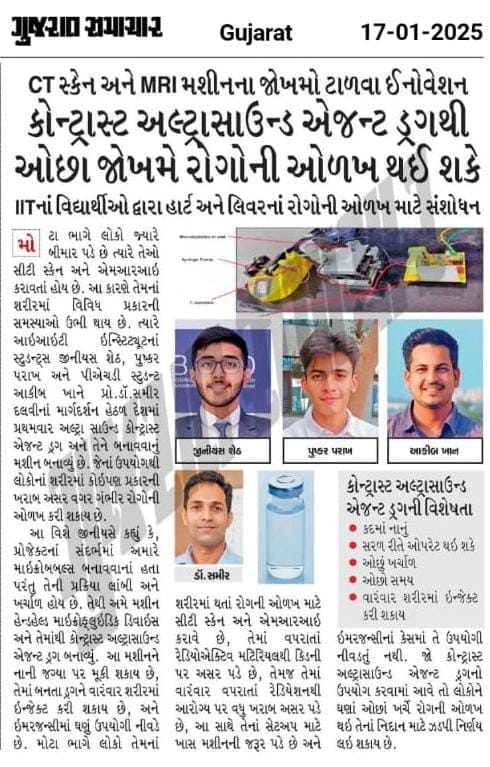 ગુજરાત સમાચાર
Gujarat
17-01-2025
CT સ્કેન અને MRI મશીનના જોખમો ટાળવા ઈનોવેશન
કોન્ટ્રાસ્ટ અલ્ટ્રાસાઉન્ડ એજન્ટ ડ્રગથી
ઓછા જોખમે રોગોની ઓળખ થઈ શકે
IITનાં વિદ્યાર્થીઓ દ્વારા હાર્ટ અને લિવરનાં રોગોની ઓળખ માટે સંશોધન
મોટા ભાગે લોકો જ્યારે
બીમાર પડે છે ત્યારે તેઓ
સીટી સ્કેન અને એમઆરઆઈ
કરાવતાં હોય છે. આ કારણે તેમનાં
શરીરમાં વિવિધ પ્રકારની
સમસ્યાઓ ઉભી થાય છે. ત્યારે
આઇઆઇટી ઇન્સ્ટિટ્યૂટનાં
સ્ટુડન્ટ્સ જીનીયસ શેઠ, પુષ્કર
પરાખ અને પીએચડી સ્ટુડન્ટ
આકીબ ખાને પ્રો.ડૉ.સમીર
દલવીનાં માર્ગદર્શન હેઠળ દેશમાં
પ્રથમવાર અલ્ટ્રા સાઉન્ડ કોન્ટ્રાસ્ટ
એજન્ટ ડ્રગ અને તેને બનાવવાનું
મશીન બનાવ્યું છે. જેનાં ઉપયોગથી
લોકોનાં શરીરમાં કોઇપણ પ્રકારની
ખરાબ અસર વગર ગંભીર રોગોની
ઓળખ કરી શકાય છે.
આ વિશે જીનીયસે કહ્યું કે,
પ્રોજેક્ટનાં સંદર્ભમાં અમારે
માઇક્રોબબલ્સ બનાવવાનાં હતા
પરંતુ તેની પ્રક્રિયા લાંબી અને
ખર્ચાળ હોય છે. તેથી અમે મશીન
હેન્ડહેલ્ડ માઇક્રોફ્લુઇડિક ડિવાઇસ
અને તેમાંથી કોન્ટ્રાસ્ટ અલ્ટ્રાસાઉન્ડ
એજન્ટ ડ્રગ બનાવ્યું. આ મશીનને
નાની જગ્યા પર મૂકી શકાય છે,
તેમાં બનતા ડ્રગને વારંવાર શરીરમાં
ઇન્જેક્ટ કરી શકાય છે, અને
ઇમરજન્સીમાં ઘણું ઉપયોગી નીવડે
છે. મોટા ભાગે લોકો તેમનાં
Microbubbles in vial
Syringe Pump
T-Junction
જીનીયસ શેઠ
પુષ્કર પરાખ
આકીબ ખાન
ડૉ.સમીર
શરીરમાં થતાં રોગની ઓળખ માટે
સીટી સ્કેન અને એમઆરઆઈ
કરાવે છે, તેમાં વપરાતાં
રેડિયોએક્ટિવ મટિરિયલથી કિડની
પર અસર પડે છે, તેમજ તેમાં
વારંવાર વપરાતાં રેડિયેશનથી
આરોગ્ય પર વધુ ખરાબ અસર પડે
છે, આ સાથે તેનાં સેટઅપ માટે
ખાસ મશીનની જરૂર પડે છે અને
કોન્ટ્રાસ્ટ અલ્ટ્રાસાઉન્ડ
એજન્ટ ડ્રગની વિશેષતા
● કદમાં નાનું
● સરળ રીતે ઓપરેટ થઇ શકે
● ઓછું ખર્ચાળ
● ઓછો સમય
● વારંવાર શરીરમાં ઇન્જેક્ટ
કરી શકાય
ઇમરજન્સીનાં કેસમાં તે ઉપયોગી
નીવડતું નથી. જો કોન્ટ્રાસ્ટ
અલ્ટ્રાસાઉન્ડ એજન્ટ ડ્રગનો
ઉપયોગ કરવામાં આવે તો લોકોને
ઘણાં ઓછાં ખર્ચે રોગની ઓળખ
થઇ તેનાં નિદાન માટે ઝડપી નિર્ણય
લઇ શકાય છે.